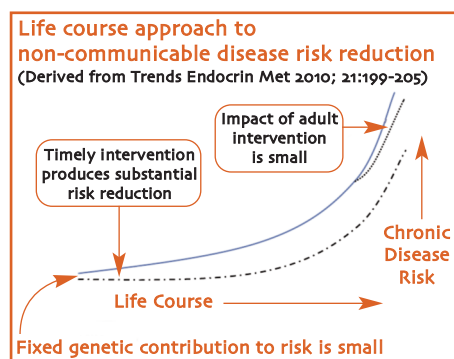 Life course approach to
non-communicable disease risk reduction
(Derived from Trends Endocrin Met 2010; 21:199-205)
Impact of adult
intervention
is small
Timely intervention
produces substantial
risk reduction
Chronic
Disease
Risk
Life Course
Fixed genetic contribution to risk is small